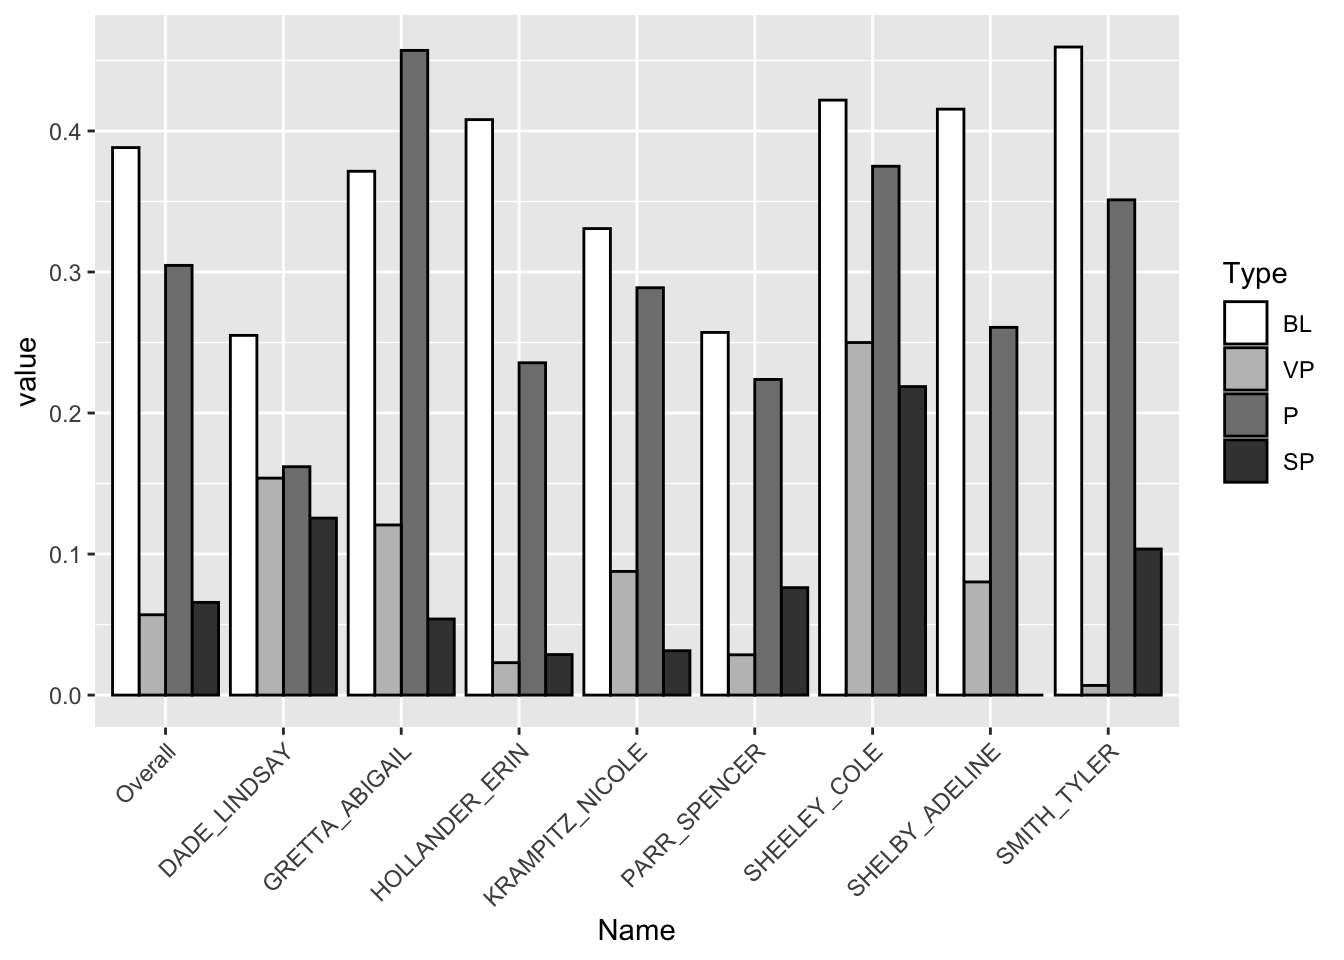 value
0.4
0.3
0.2
0.1
0.0
Overall
DADE_LINDSAY
GRETTA_ABIGAIL
HOLLANDER_ERIN
KRAMPITZ_NICOLE
PARR_SPENCER
SHEELEY_COLE
SHELBY_ADELINE
SMITH_TYLER
Name
Type
BL
VP
P
SP